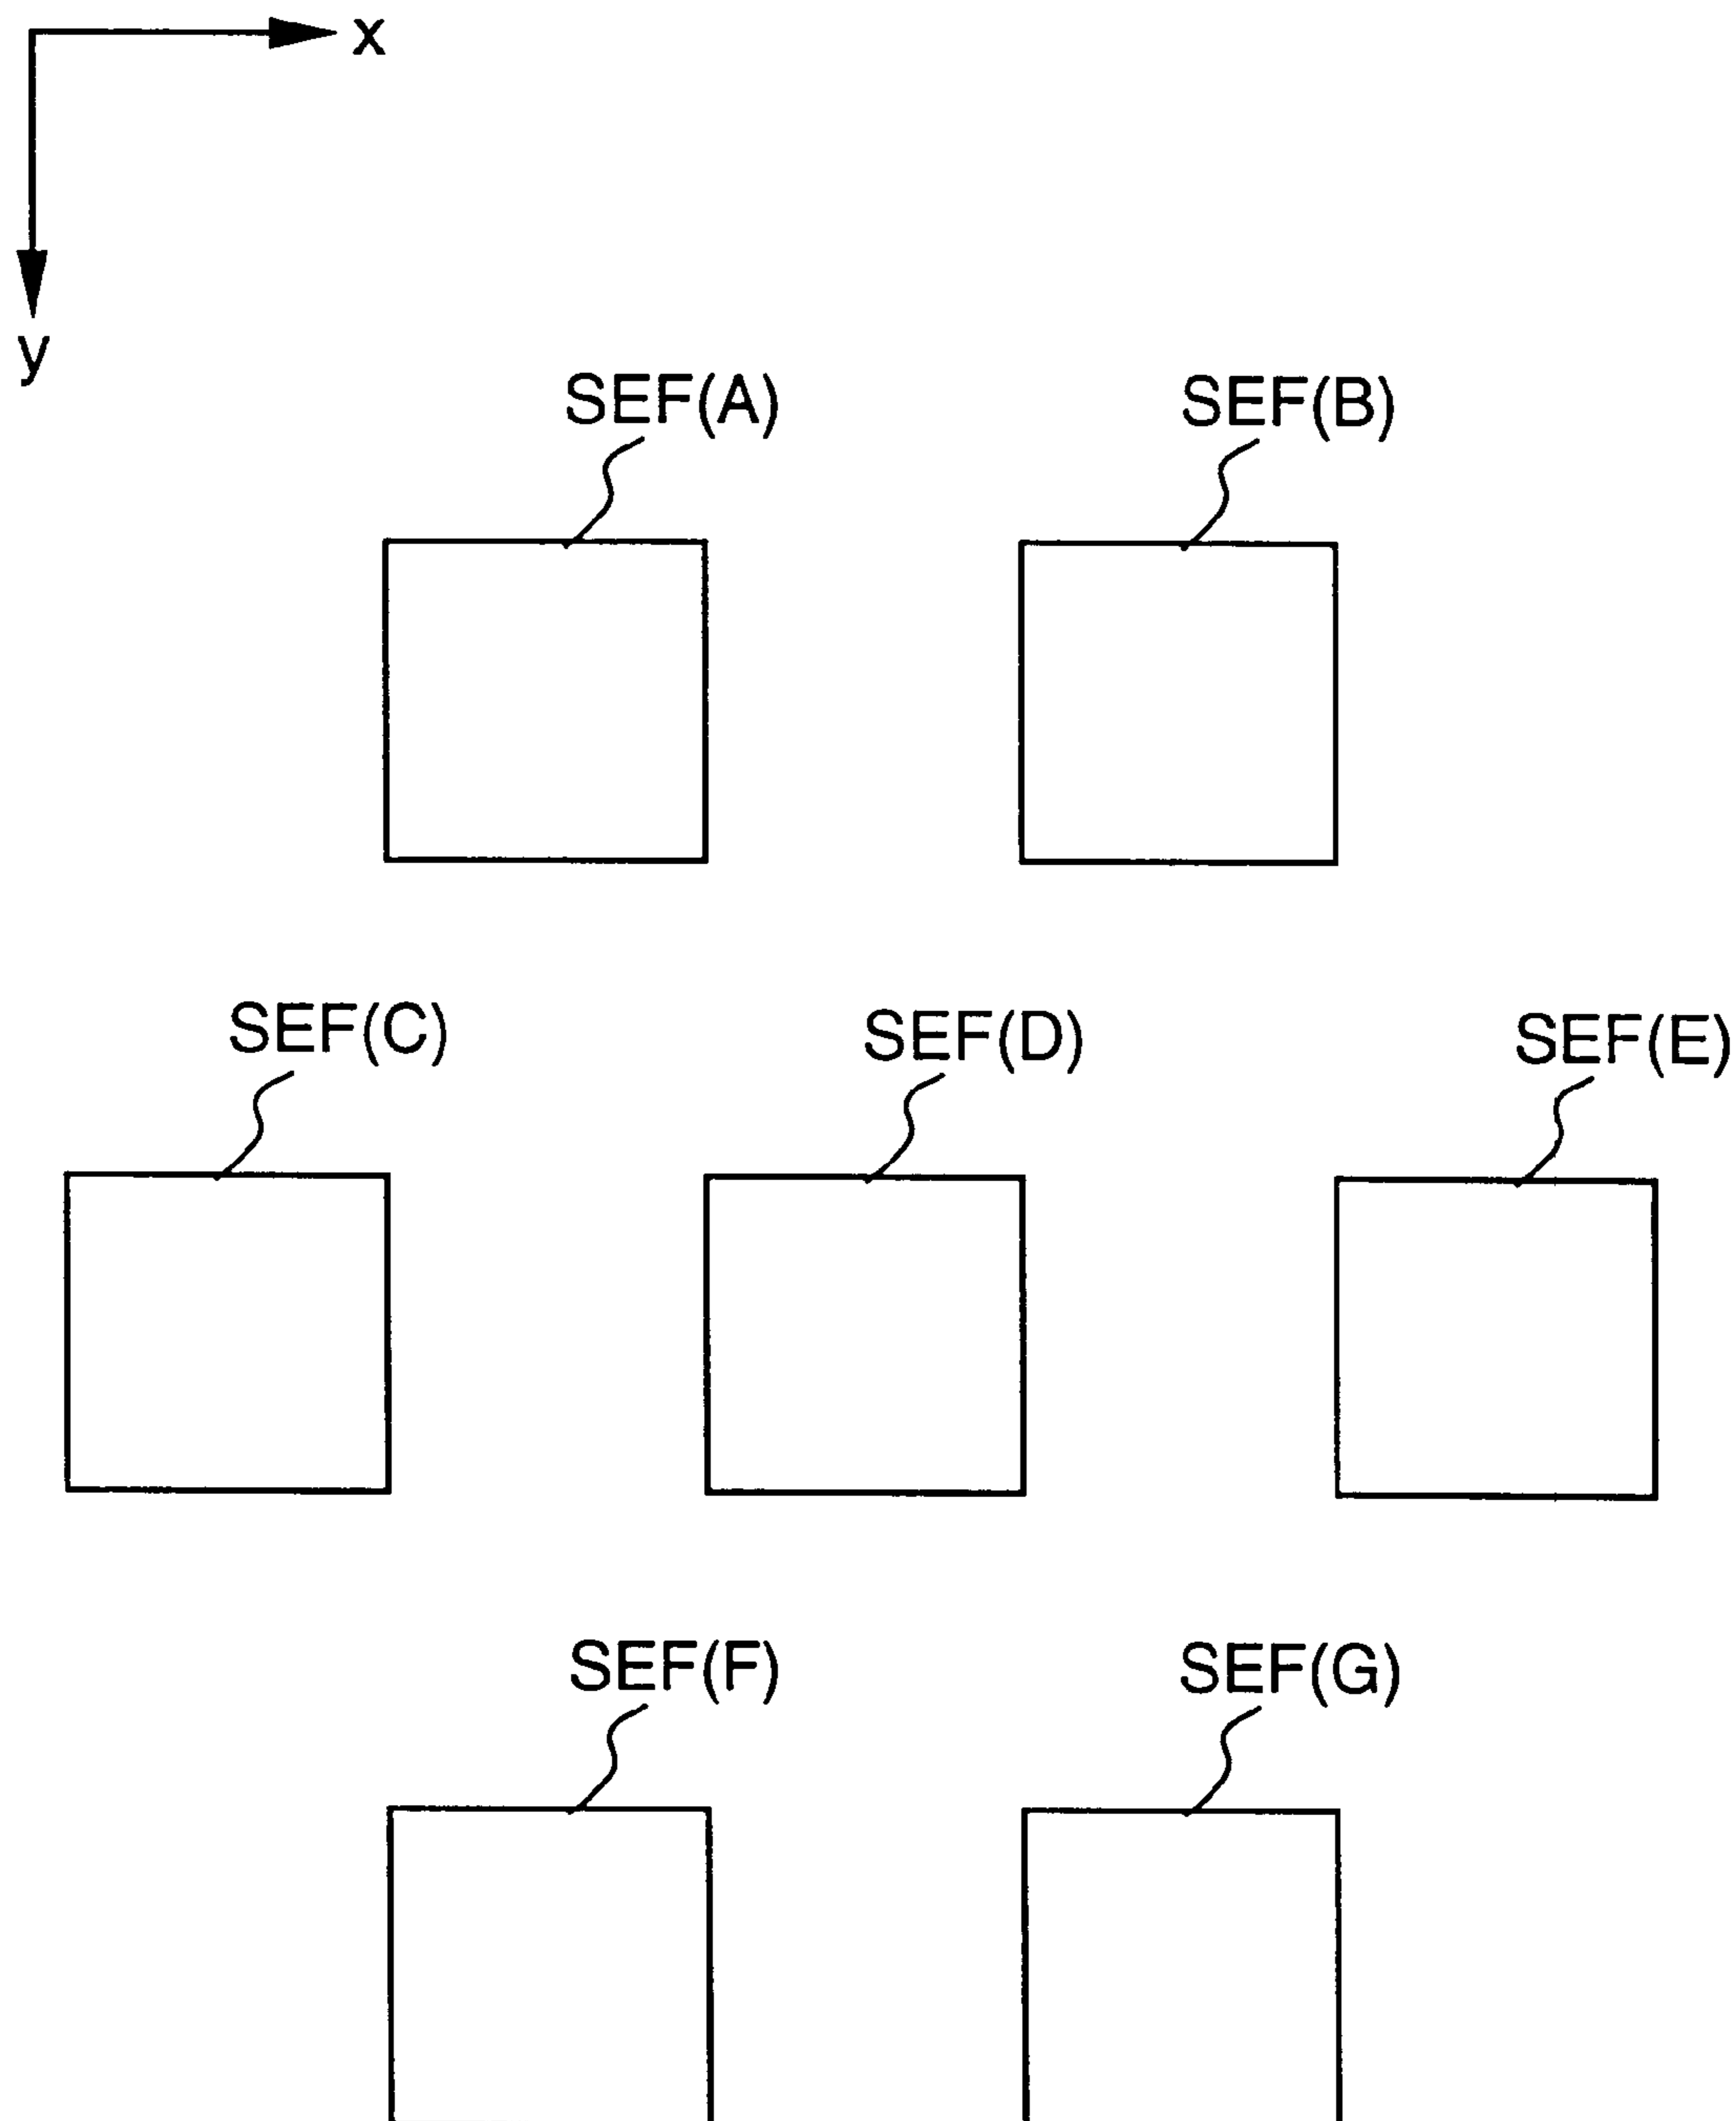 x
y
SEF(A) SEF(B)
SEF(C) SEF(D) SEF(E)
SEF(F) SEF(G)